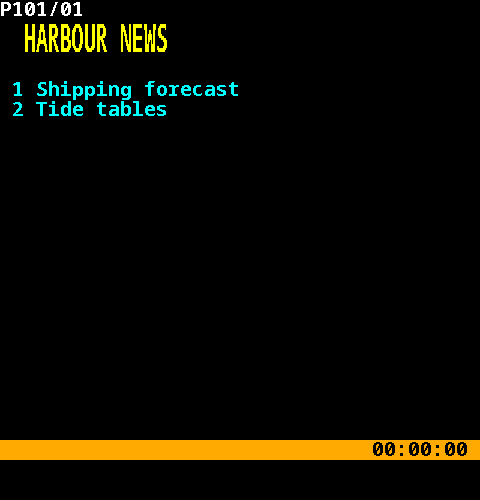 P101/01
HARBOUR NEWS
1 Shipping forecast
2 Tide tables
00:00:00